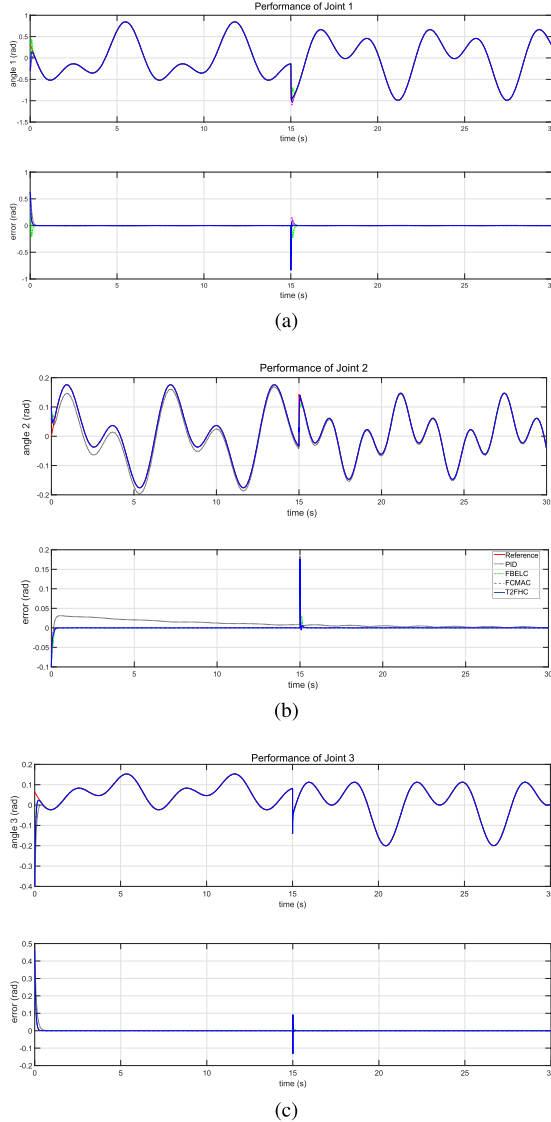 Performance of Joint 1
1
0.5
0
-0.5
-1
-1.5
angle 1 (rad)
0 5 10 15 20 25 30
time (s)
1
0.5
0
-0.5
-1
error (rad)
0 5 10 15 20 25 30
time (s)
(a)
Performance of Joint 2
0.2
0.1
0
-0.1
-0.2
angle 2 (rad)
0 5 10 15 20 25 30
time (s)
0.2
0.15
0.1
0.05
0
-0.05
-0.1
error (rad)
Reference
PID
FBELC
FCMAC
T2FHC
0 5 10 15 20 25 30
time (s)
(b)
Performance of Joint 3
0.2
0.1
0
-0.1
-0.2
-0.3
-0.4
angle 3 (rad)
0 5 10 15 20 25 30
time (s)
0.5
0.4
0.3
0.2
0.1
0
-0.1
-0.2
error (rad)
0 5 10 15 20 25 30
time (s)
(c)